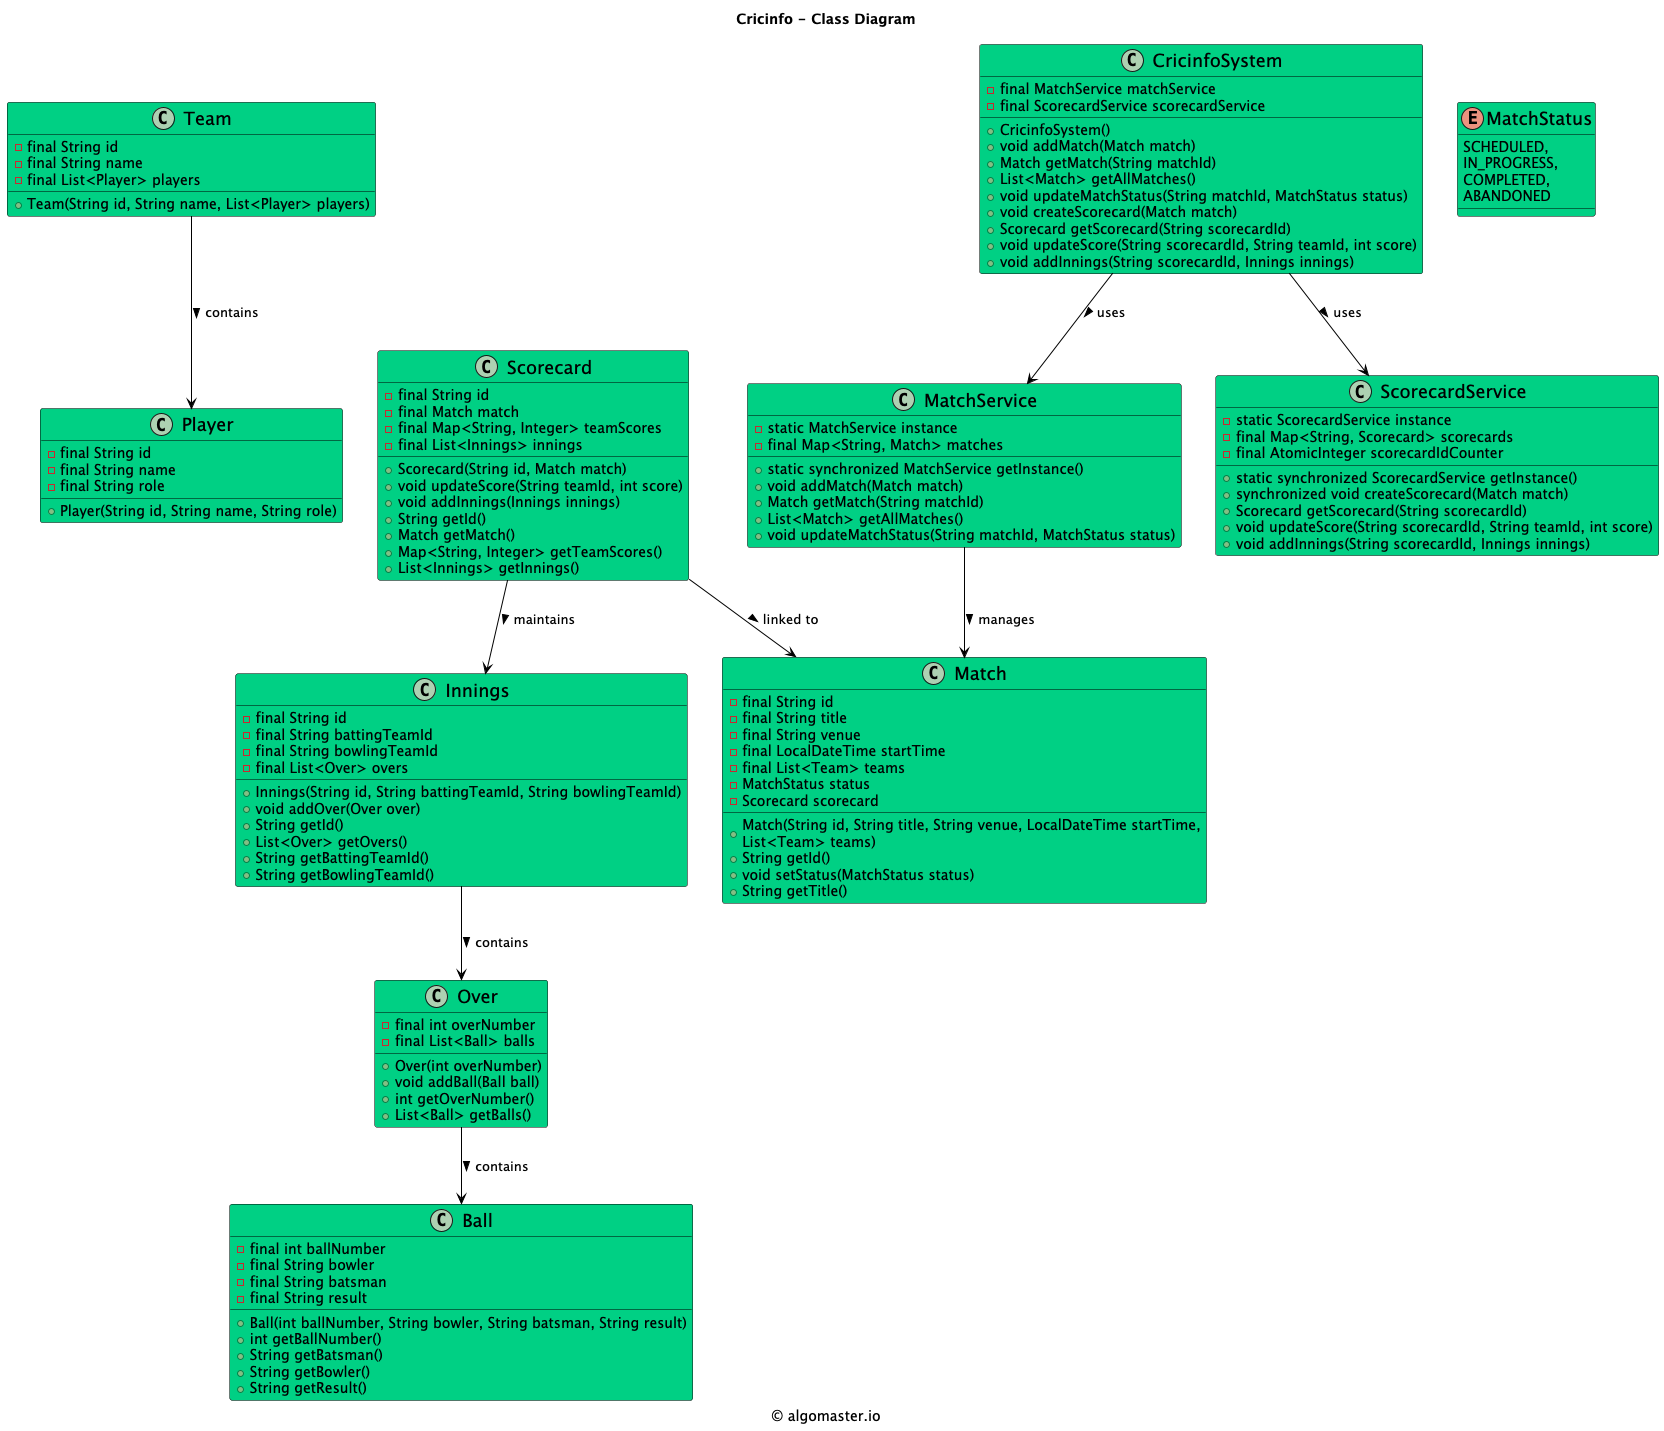 Cricinfo – Class Diagram
C Team
final String id
final String name
final List<Player> players
Team(String id, String name, List<Player> players)
C CricinfoSystem
final MatchService matchService
final ScorecardService scorecardService
CricinfoSystem()
void addMatch(Match match)
Match getMatch(String matchId)
List<Match> getAllMatches()
void updateMatchStatus(String matchId, MatchStatus status)
void createScorecard(Match match)
Scorecard getScorecard(String scorecardId)
void updateScore(String scorecardId, String teamId, int score)
void addInnings(String scorecardId, Innings innings)
E MatchStatus
SCHEDULED,
IN_PROGRESS,
COMPLETED,
ABANDONED
contains
uses
uses
C Player
final String id
final String name
final String role
Player(String id, String name, String role)
C Scorecard
final String id
final Match match
final Map<String, Integer> teamScores
final List<Innings> innings
Scorecard(String id, Match match)
void updateScore(String teamId, int score)
void addInnings(Innings innings)
String getId()
Match getMatch()
Map<String, Integer> getTeamScores()
List<Innings> getInnings()
C MatchService
static MatchService instance
final Map<String, Match> matches
static synchronized MatchService getInstance()
void addMatch(Match match)
Match getMatch(String matchId)
List<Match> getAllMatches()
void updateMatchStatus(String matchId, MatchStatus status)
C ScorecardService
static ScorecardService instance
final Map<String, Scorecard> scorecards
final AtomicInteger scorecardIdCounter
static synchronized ScorecardService getInstance()
synchronized void createScorecard(Match match)
Scorecard getScorecard(String scorecardId)
void updateScore(String scorecardId, String teamId, int score)
void addInnings(String scorecardId, Innings innings)
maintains
linked to
manages
C Innings
final String id
final String battingTeamId
final String bowlingTeamId
final List<Over> overs
Innings(String id, String battingTeamId, String bowlingTeamId)
void addOver(Over over)
String getId()
List<Over> getOvers()
String getBattingTeamId()
String getBowlingTeamId()
C Match
final String id
final String title
final String venue
final LocalDateTime startTime
final List<Team> teams
MatchStatus status
Scorecard scorecard
Match(String id, String title, String venue, LocalDateTime startTime,
List<Team> teams)
String getId()
void setStatus(MatchStatus status)
String getTitle()
contains
C Over
final int overNumber
final List<Ball> balls
Over(int overNumber)
void addBall(Ball ball)
int getOverNumber()
List<Ball> getBalls()
contains
C Ball
final int ballNumber
final String bowler
final String batsman
final String result
Ball(int ballNumber, String bowler, String batsman, String result)
int getBallNumber()
String getBatsman()
String getBowler()
String getResult()
© algomaster.io